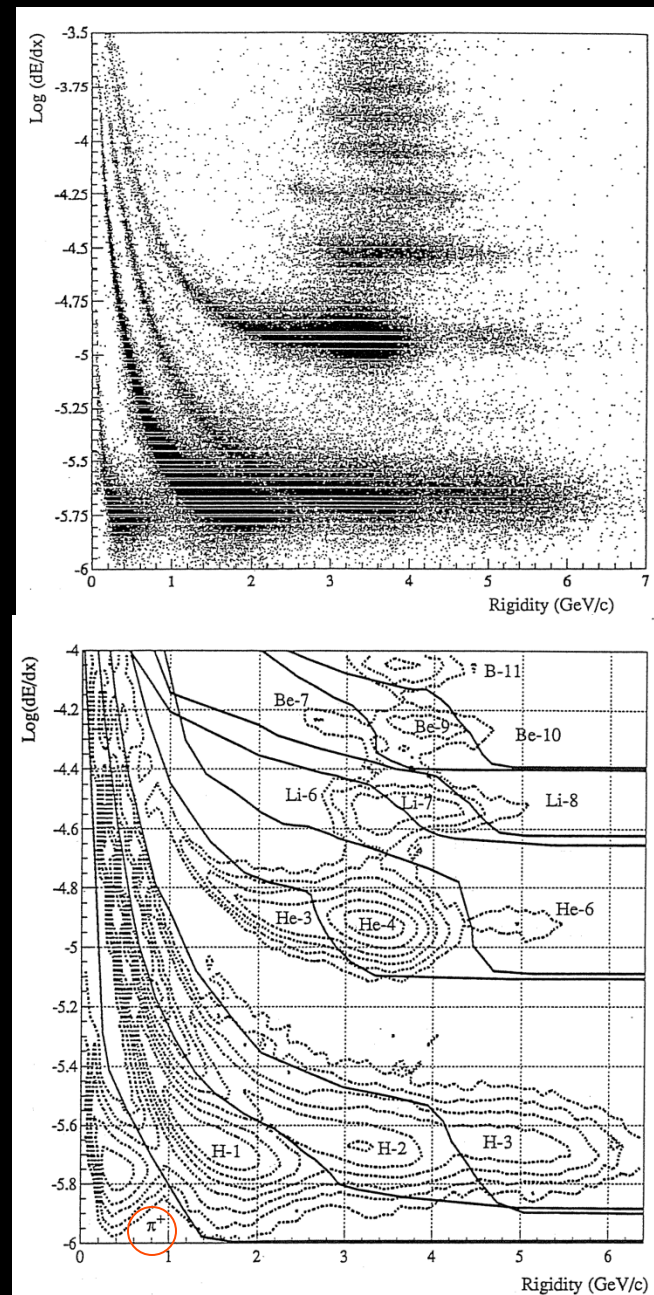 Log (dE/dx)
-3.5
-3.75
-4
-4.25
-4.5
-4.75
-5
-5.25
-5.5
-5.75
-6
0 1 2 3 4 5 6 7
Rigidity (GeV/c)
Log(dE/dx)
-4
-4.2
-4.4
-4.6
-4.8
-5
-5.2
-5.4
-5.6
-5.8
-6
B-11
Be-7
Be-9
Be-10
Li-6
Li-7
Li-8
He-3
He-4
He-6
H-1
H-2
H-3
π+
0 1 2 3 4 5 6
Rigidity (GeV/c)